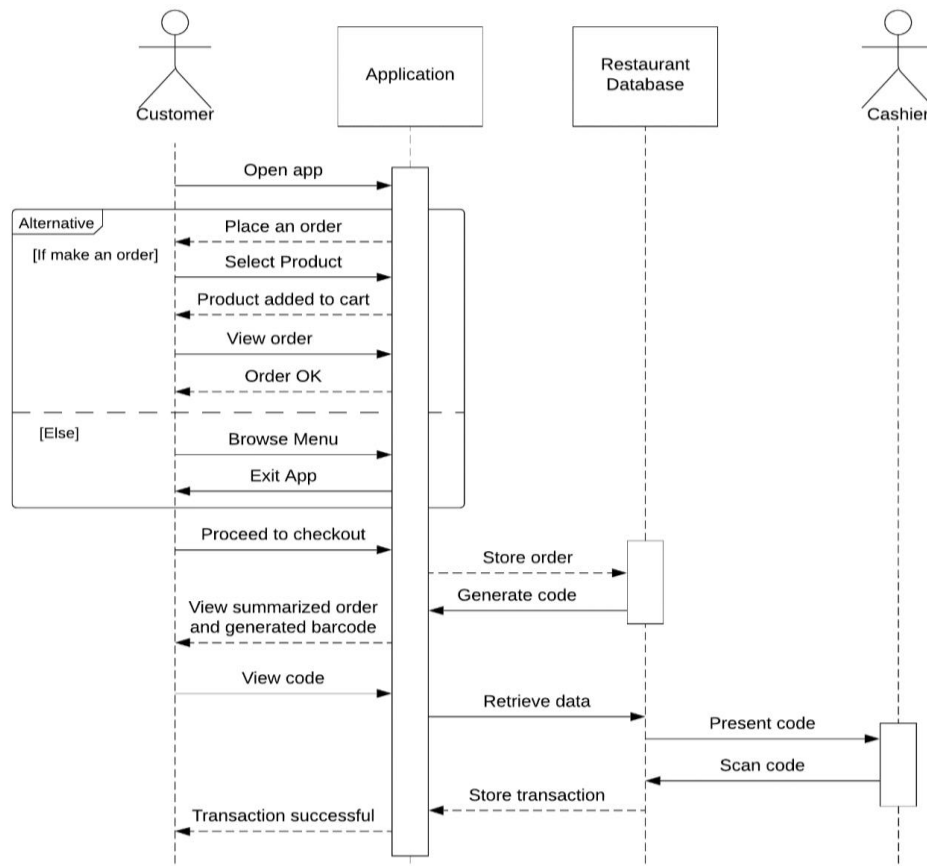 Customer
Application
Restaurant
Database
Cashier
Open app
Alternative
Place an order
[If make an order]
Select Product
Product added to cart
View order
Order OK
[Else]
Browse Menu
Exit App
Proceed to checkout
Store order
Generate code
View summarized order
and generated barcode
View code
Retrieve data
Present code
Scan code
Store transaction
Transaction successful